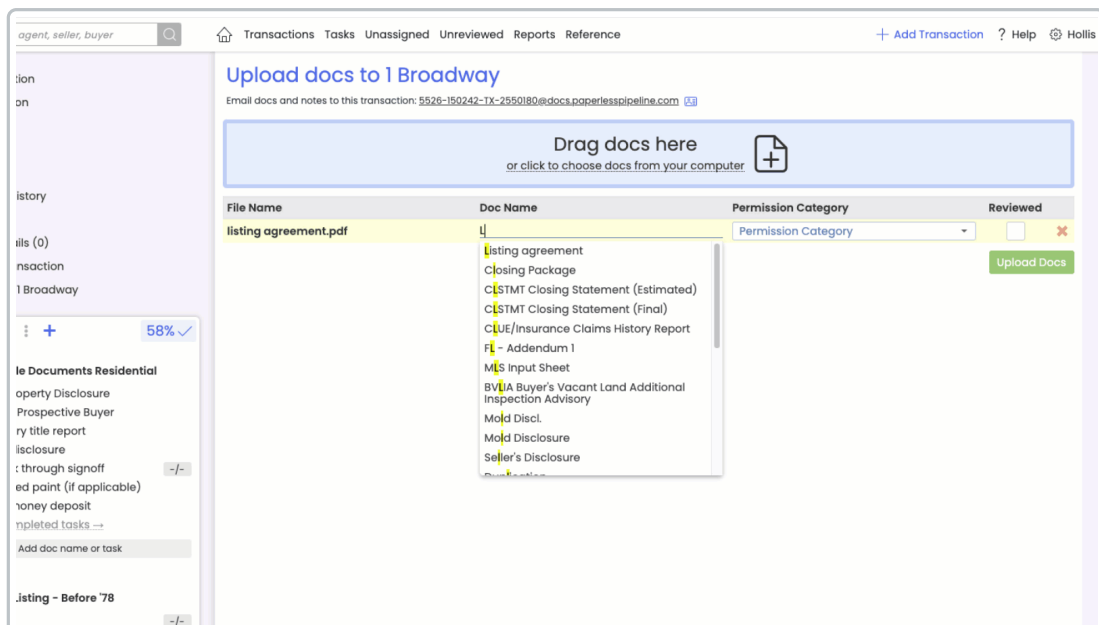 agent, seller, buyer
Transactions Tasks Unassigned Unreviewed Reports Reference
+ Add Transaction ? Help Hollis
tion
on
istory
ails (0)
nsaction
1 Broadway
58%
le Documents Residential
operty Disclosure
Prospective Buyer
ry title report
isclosure
k through signoff -/-
ed paint (if applicable)
noney deposit
mpleted tasks →
Add doc name or task
.isting - Before '78
-/-
Upload docs to 1 Broadway
Email docs and notes to this transaction: 5526-150242-TX-2550180@docs.paperlesspipeline.com
Drag docs here
or click to choose docs from your computer
File Name Doc Name Permission Category Reviewed
listing agreement.pdf L Permission Category
Upload Docs
Listing agreement
Closing Package
CLSTMT Closing Statement (Estimated)
CLSTMT Closing Statement (Final)
CLUE/Insurance Claims History Report
FL - Addendum 1
MLS Input Sheet
BVLIA Buyer's Vacant Land Additional
Inspection Advisory
Mold Discl.
Mold Disclosure
Seller's Disclosure